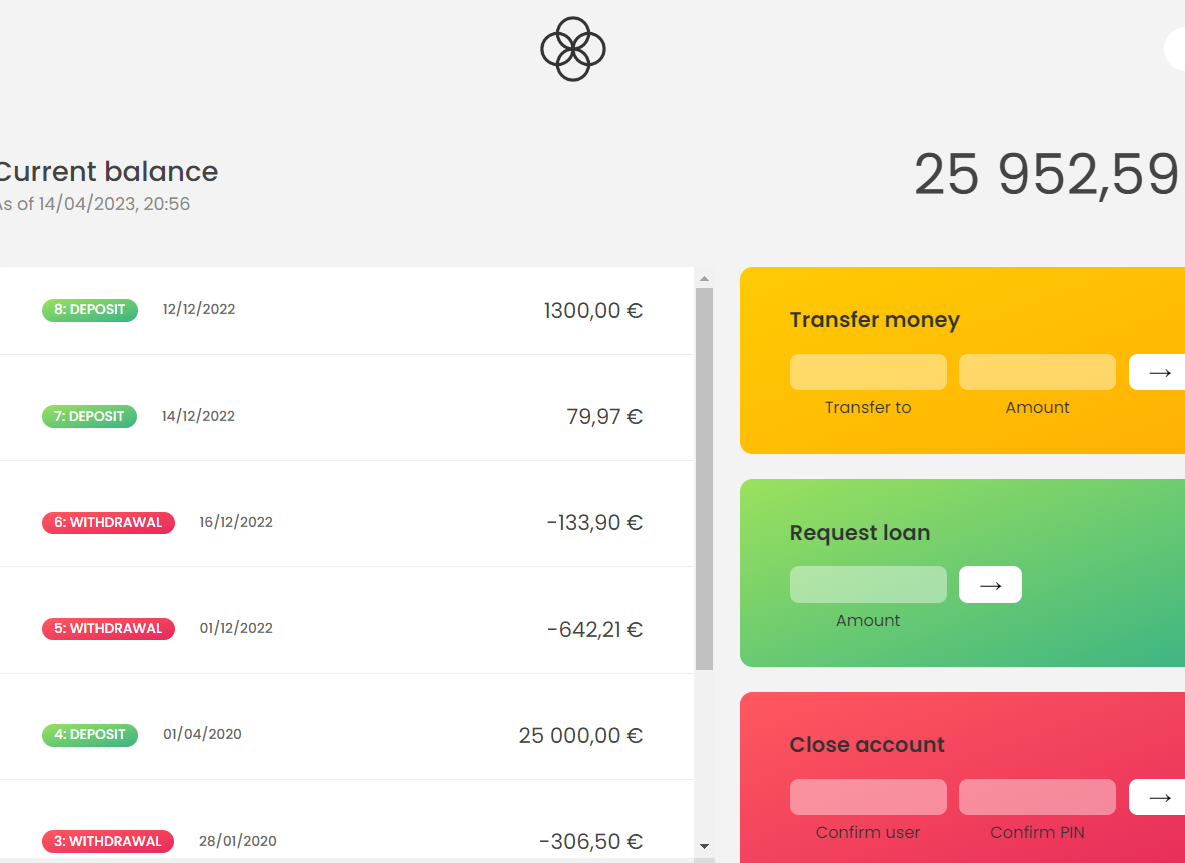 Current balance
As of 14/04/2023, 20:56
25 952,59
8: DEPOSIT 12/12/2022 1300,00 €
7: DEPOSIT 14/12/2022 79,97 €
6: WITHDRAWAL 16/12/2022 -133,90 €
5: WITHDRAWAL 01/12/2022 -642,21 €
4: DEPOSIT 01/04/2020 25 000,00 €
3: WITHDRAWAL 28/01/2020 -306,50 €
Transfer money
→
Transfer to Amount
Request loan
→
Amount
Close account
→
Confirm user Confirm PIN